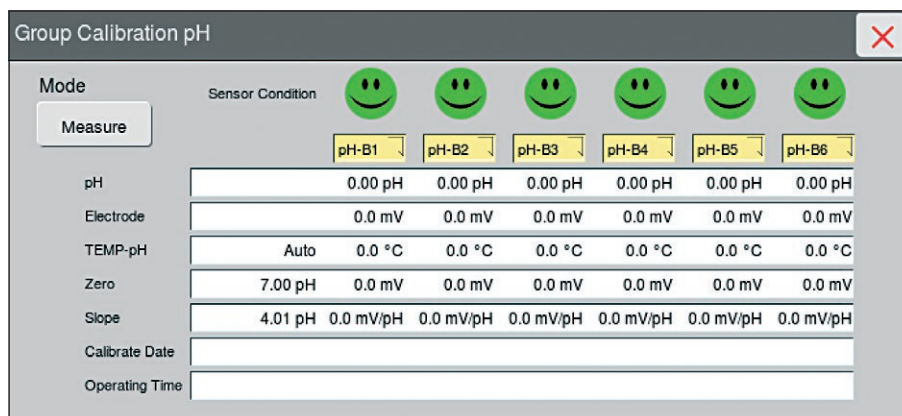 Group Calibration pH
Mode
Sensor Condition
Measure
pH-B1 pH-B2 pH-B3 pH-B4 pH-B5 pH-B6
pH 0.00 pH 0.00 pH 0.00 pH 0.00 pH 0.00 pH 0.00 pH
Electrode 0.0 mV 0.0 mV 0.0 mV 0.0 mV 0.0 mV 0.0 mV
TEMP-pH Auto 0.0 °C 0.0 °C 0.0 °C 0.0 °C 0.0 °C 0.0 °C
Zero 7.00 pH 0.0 mV 0.0 mV 0.0 mV 0.0 mV 0.0 mV 0.0 mV
Slope 4.01 pH 0.0 mV/pH 0.0 mV/pH 0.0 mV/pH 0.0 mV/pH 0.0 mV/pH 0.0 mV/pH
Calibrate Date
Operating Time